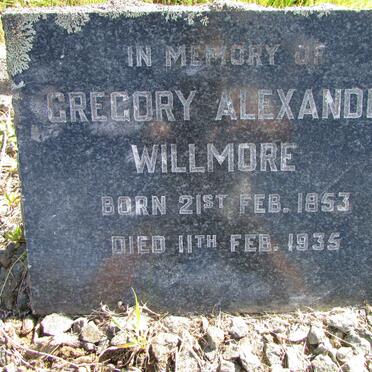 IN MEMORY OF
GREGORY ALEXANDE
WILLMORE
BORN 21ST FEB. 1853
DIED 11TH FEB. 1935